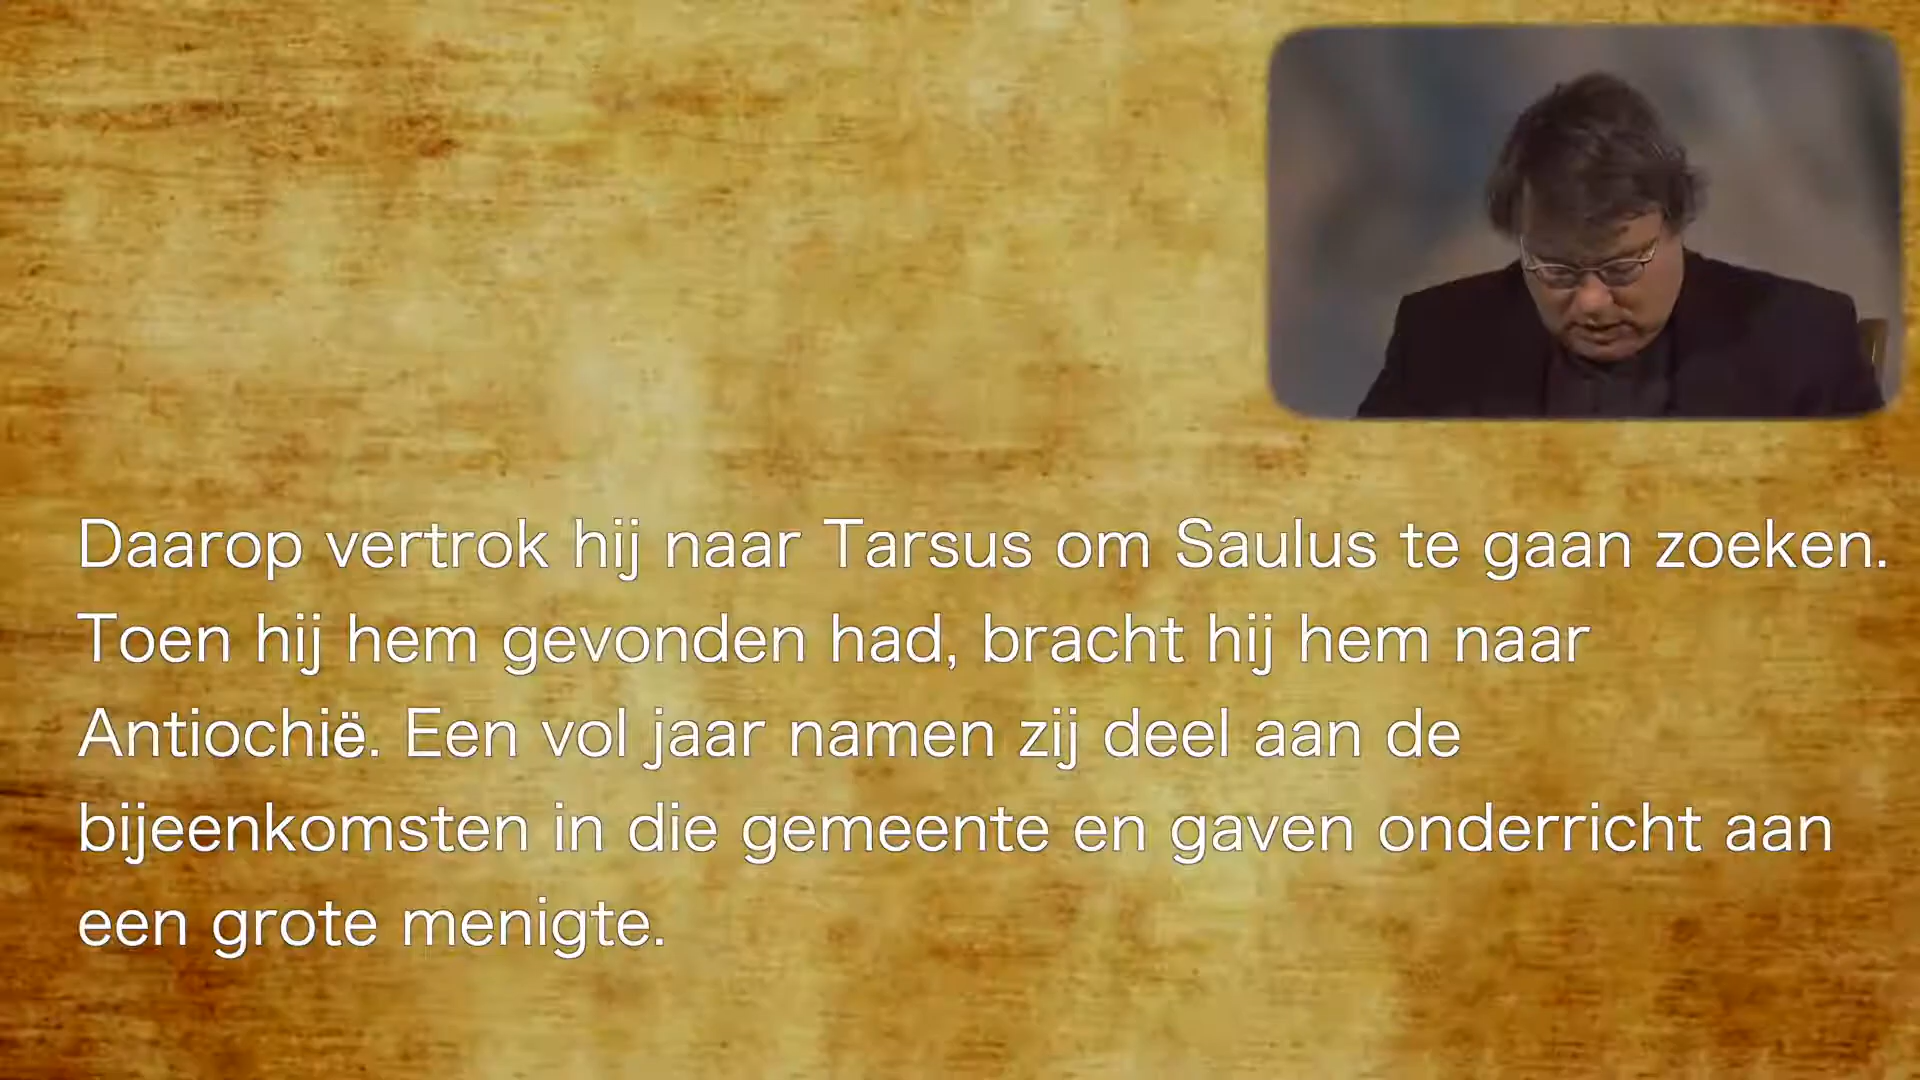 Daarop vertrok hij naar Tarsus om Saulus te gaan zoeken.
Toen hij hem gevonden had, bracht hij hem naar
Antiochië. Een vol jaar namen zij deel aan de
bijeenkomsten in die gemeente en gaven onderricht aan
een grote menigte.